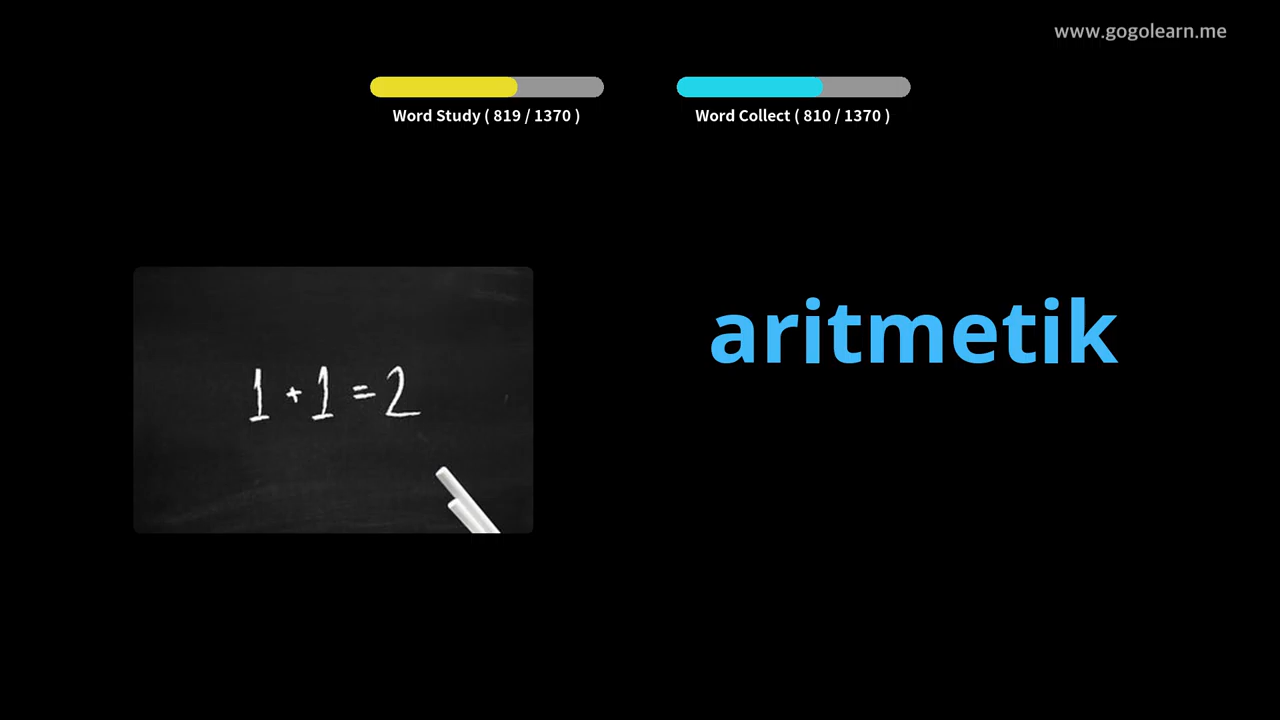 www.gogolearn.me
Word Study ( 819 / 1370 )
Word Collect ( 810 / 1370 )
1 + 1 = 2
aritmetik